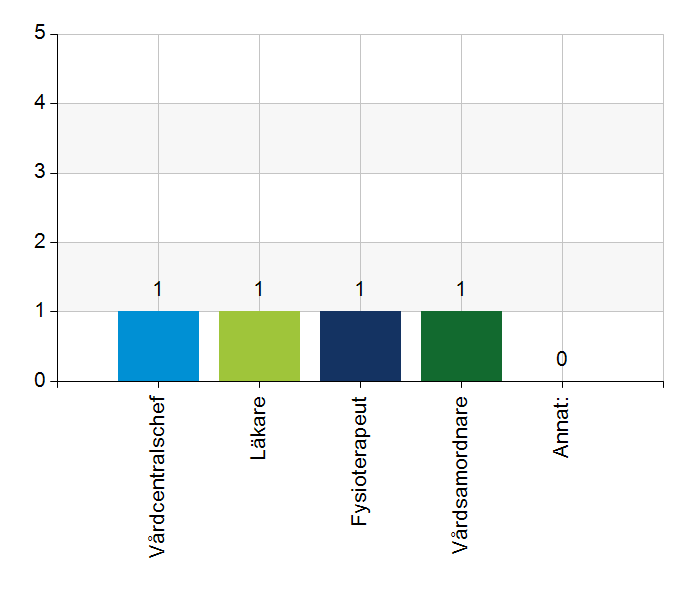 5
4
3
2
1
0
1
1
1
1
0
Vårdcentralschef
Läkare
Fysioterapeut
Vårdsamordnare
Annat: